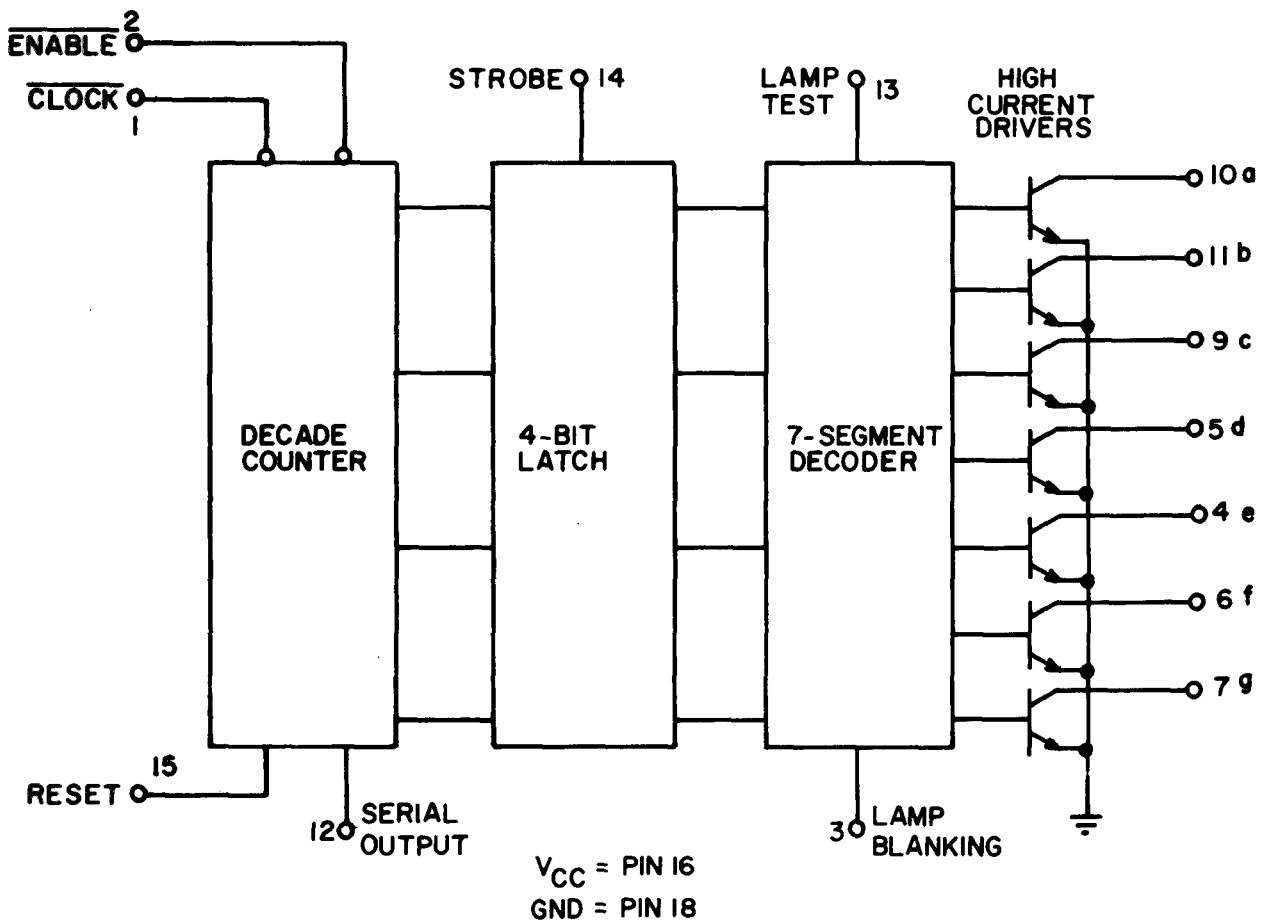 ENABLE 2
CLOCK
1
STROBE 14
LAMP
TEST 13
HIGH
CURRENT
DRIVERS
10 a
11 b
9 c
5 d
4 e
6 f
7 g
DECADE
COUNTER
4-BIT
LATCH
7-SEGMENT
DECODER
RESET 15
12 SERIAL
OUTPUT
3 LAMP
BLANKING
VCC = PIN 16
GND = PIN 18